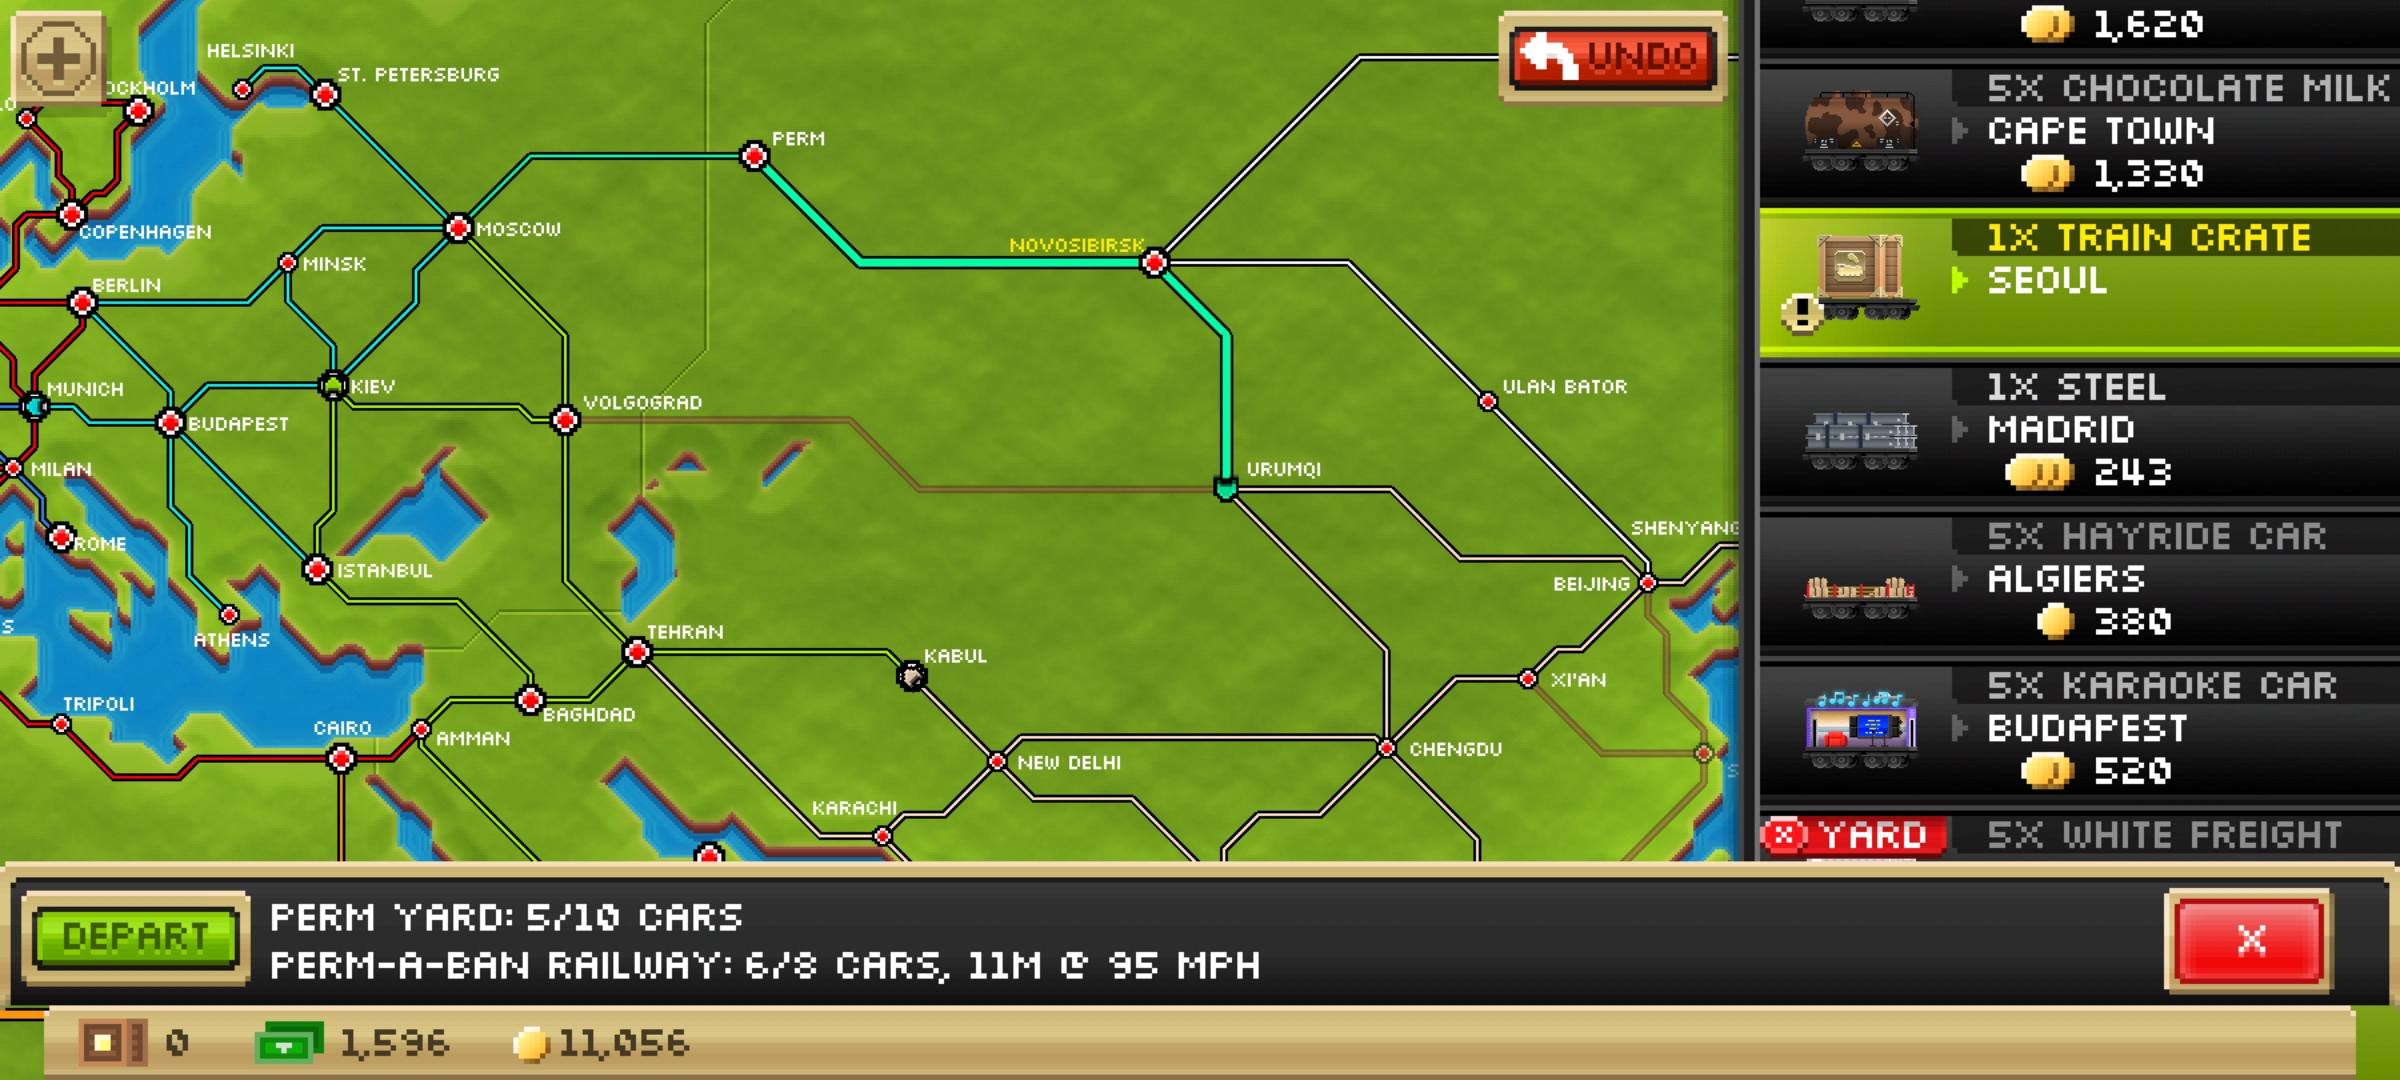 HELSINKI
ST. PETERSBURG
PERM
COPENHAGEN
MOSCOW
MINSK
BERLIN
NOVOSIBIRSK
MUNICH
KIEV
BUDAPEST
VOLGOGRAD
ULAN BATOR
MILAN
URUMQI
ROME
ISTANBUL
SHENYANG
BEIJING
ATHENS
TEHRAN
KABUL
XI'AN
TRIPOLI
BAGHDAD
CAIRO
AMMAN
NEW DELHI
CHENGDU
KARACHI
UNDO
1,620
5X CHOCOLATE MILK
CAPE TOWN
1,330
1X TRAIN CRATE
SEOUL
1X STEEL
MADRID
243
5X HAYRIDE CAR
ALGIERS
380
5X KARAOKE CAR
BUDAPEST
520
YARD
5X WHITE FREIGHT
DEPART
PERM YARD: 5/10 CARS
PERM-A-BAN RAILWAY: 6/8 CARS, 11M @ 95 MPH
X
0
1,596
11,056